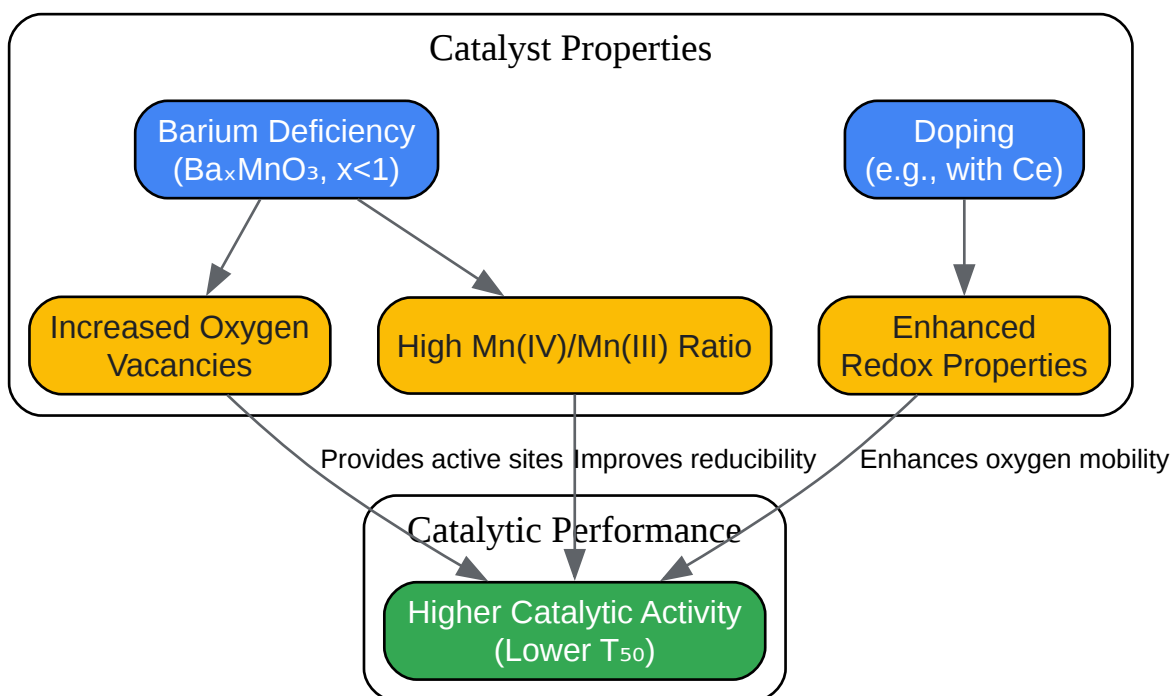 Catalyst Properties
Barium Deficiency
(BaₓMnO₃, x<1)
Doping
(e.g., with Ce)
Increased Oxygen
Vacancies
High Mn(IV)/Mn(III) Ratio
Enhanced
Redox Properties
Provides active sites
Improves reducibility
Enhances oxygen mobility
Catalytic Performance
Higher Catalytic Activity
(Lower T₅₀)